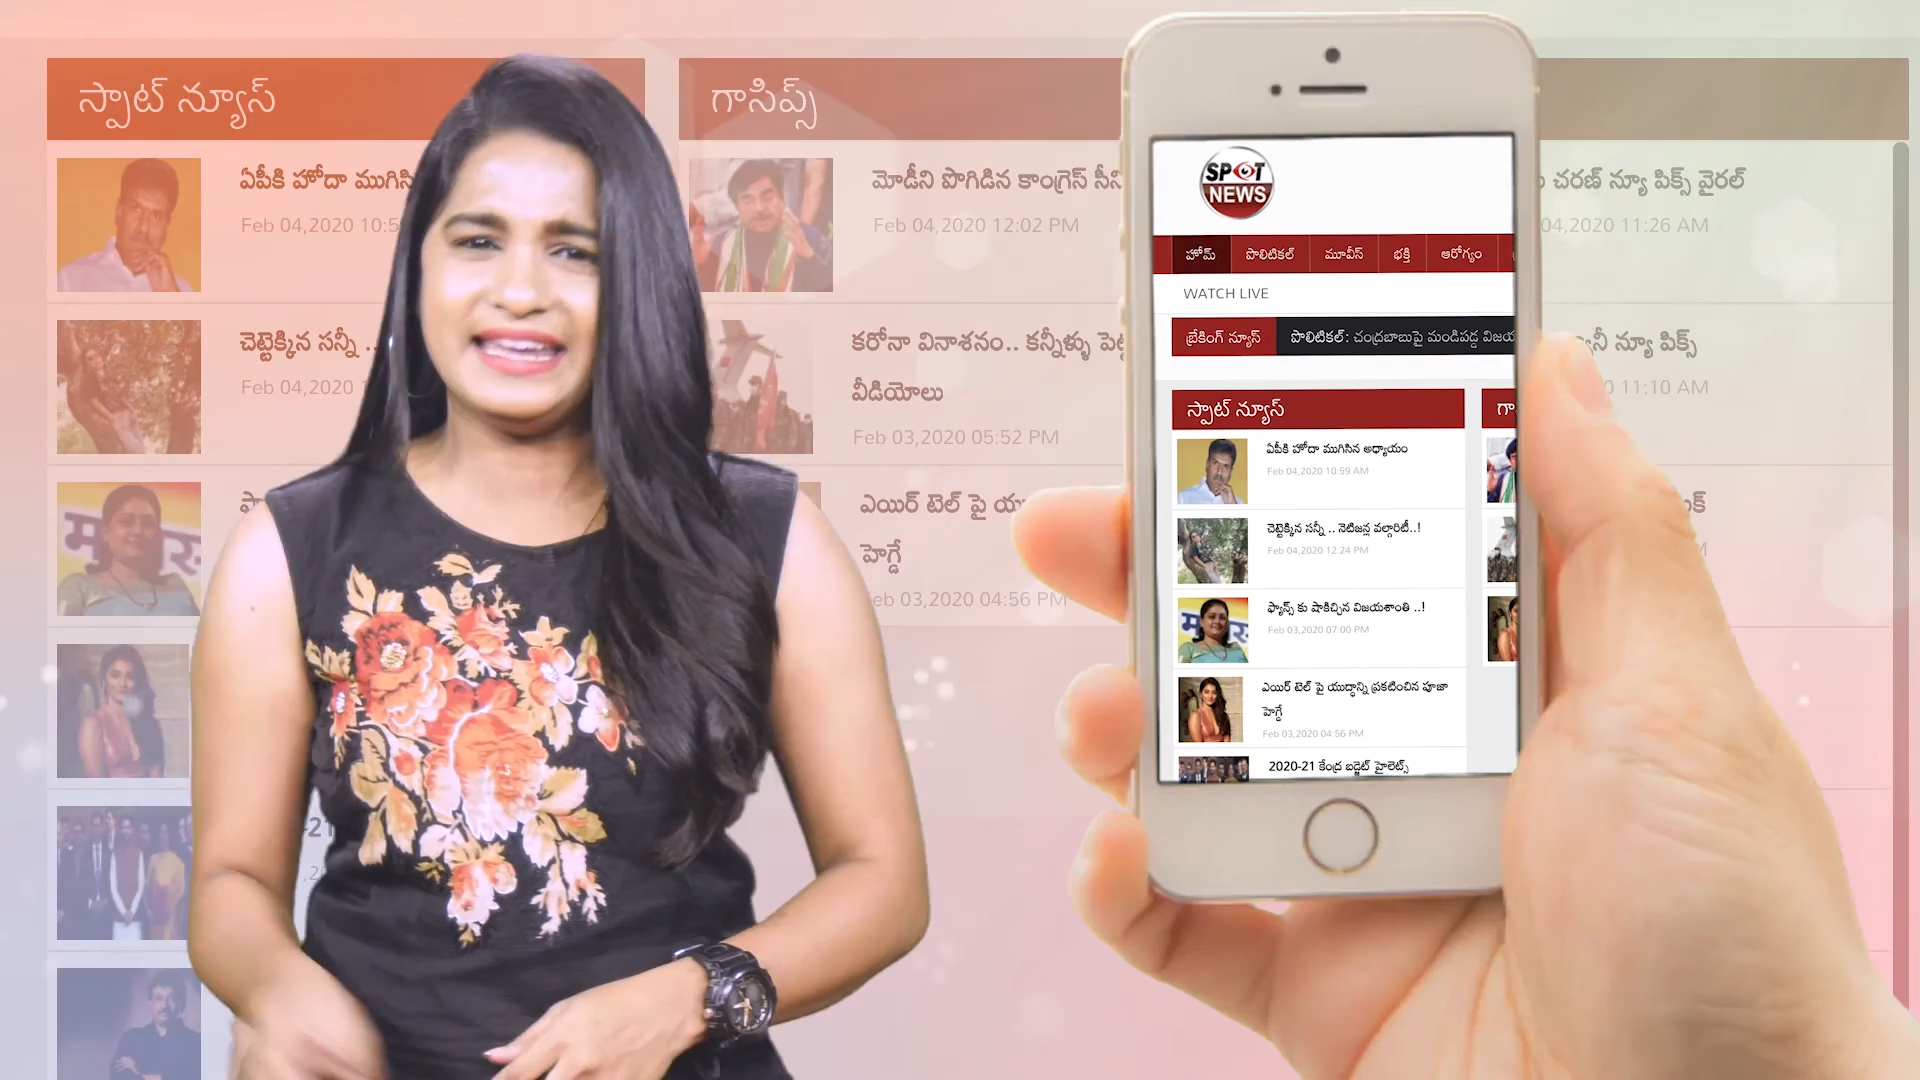 స్పాట్ న్యూస్
ఏపీకి హోదా
Feb 04,2020
చెట్టెక్కిన సన్నీ ..
Feb 04,2020
గాసిప్స్
మోడీని పొగిడిన కాంగ్రెస్
Feb 04,2020 12:02 PM
కరోనా వినాశనం.. కన్నీళ్ళు
వీడియోలు
Feb 03,2020 05:52 PM
ఎయిర్ టెల్ పై
హెగ్డే
03,2020 04:56 PM
చరణ్ న్యూ పిక్స్ వైరల్
04,2020 11:26 AM
న్యూ పిక్స్
11:10 AM
SPOT
NEWS
హోమ్ పొలిటికల్ మూవీస్ భక్తి ఆరోగ్యం
WATCH LIVE
బ్రేకింగ్ న్యూస్ పొలిటికల్: చంద్రబాబుపై మండిపడ్డ
స్పాట్ న్యూస్
ఏపీకి హోదా ముగిసిన అధ్యాయం
Feb 04,2020 10:59 AM
చెట్టెక్కిన సన్నీ .. నెటిజన్ల వల్గారిటీ..!
Feb 04,2020 12:24 PM
ఫ్యాన్స్ కు షాకిచ్చిన విజయశాంతి ..!
Feb 03,2020 07:00 PM
ఎయిర్ టెల్ పై యుద్ధాన్ని ప్రకటించిన పూజా
హెగ్డే
Feb 03,2020 04:56 PM
2020-21 కేంద్ర బడ్జెట్ హైలెట్స్